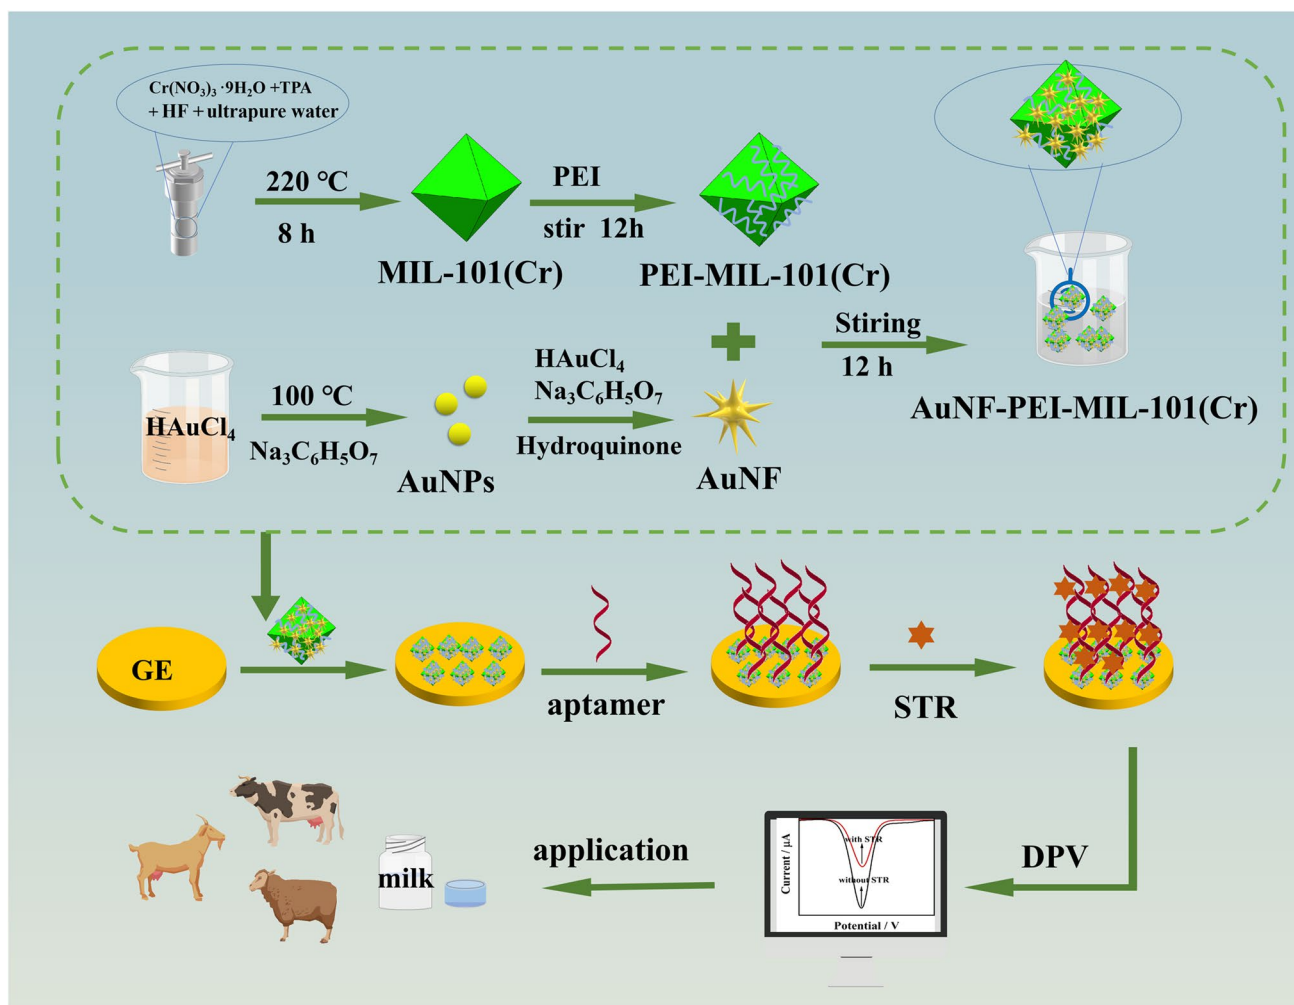 Cr(NO₃)₃ ·9H₂O +TPA
+ HF + ultrapure water
220 ℃
8 h
MIL-101(Cr)
PEI
stir 12h
PEI-MIL-101(Cr)
HAuCl₄
100 ℃
Na₃C₆H₅O₇
AuNPs
HAuCl₄
Na₃C₆H₅O₇
Hydroquinone
AuNF
Stiring
12 h
AuNF-PEI-MIL-101(Cr)
GE
aptamer
STR
DPV
Current / μA
with STR
without STR
Potential / V
application
milk